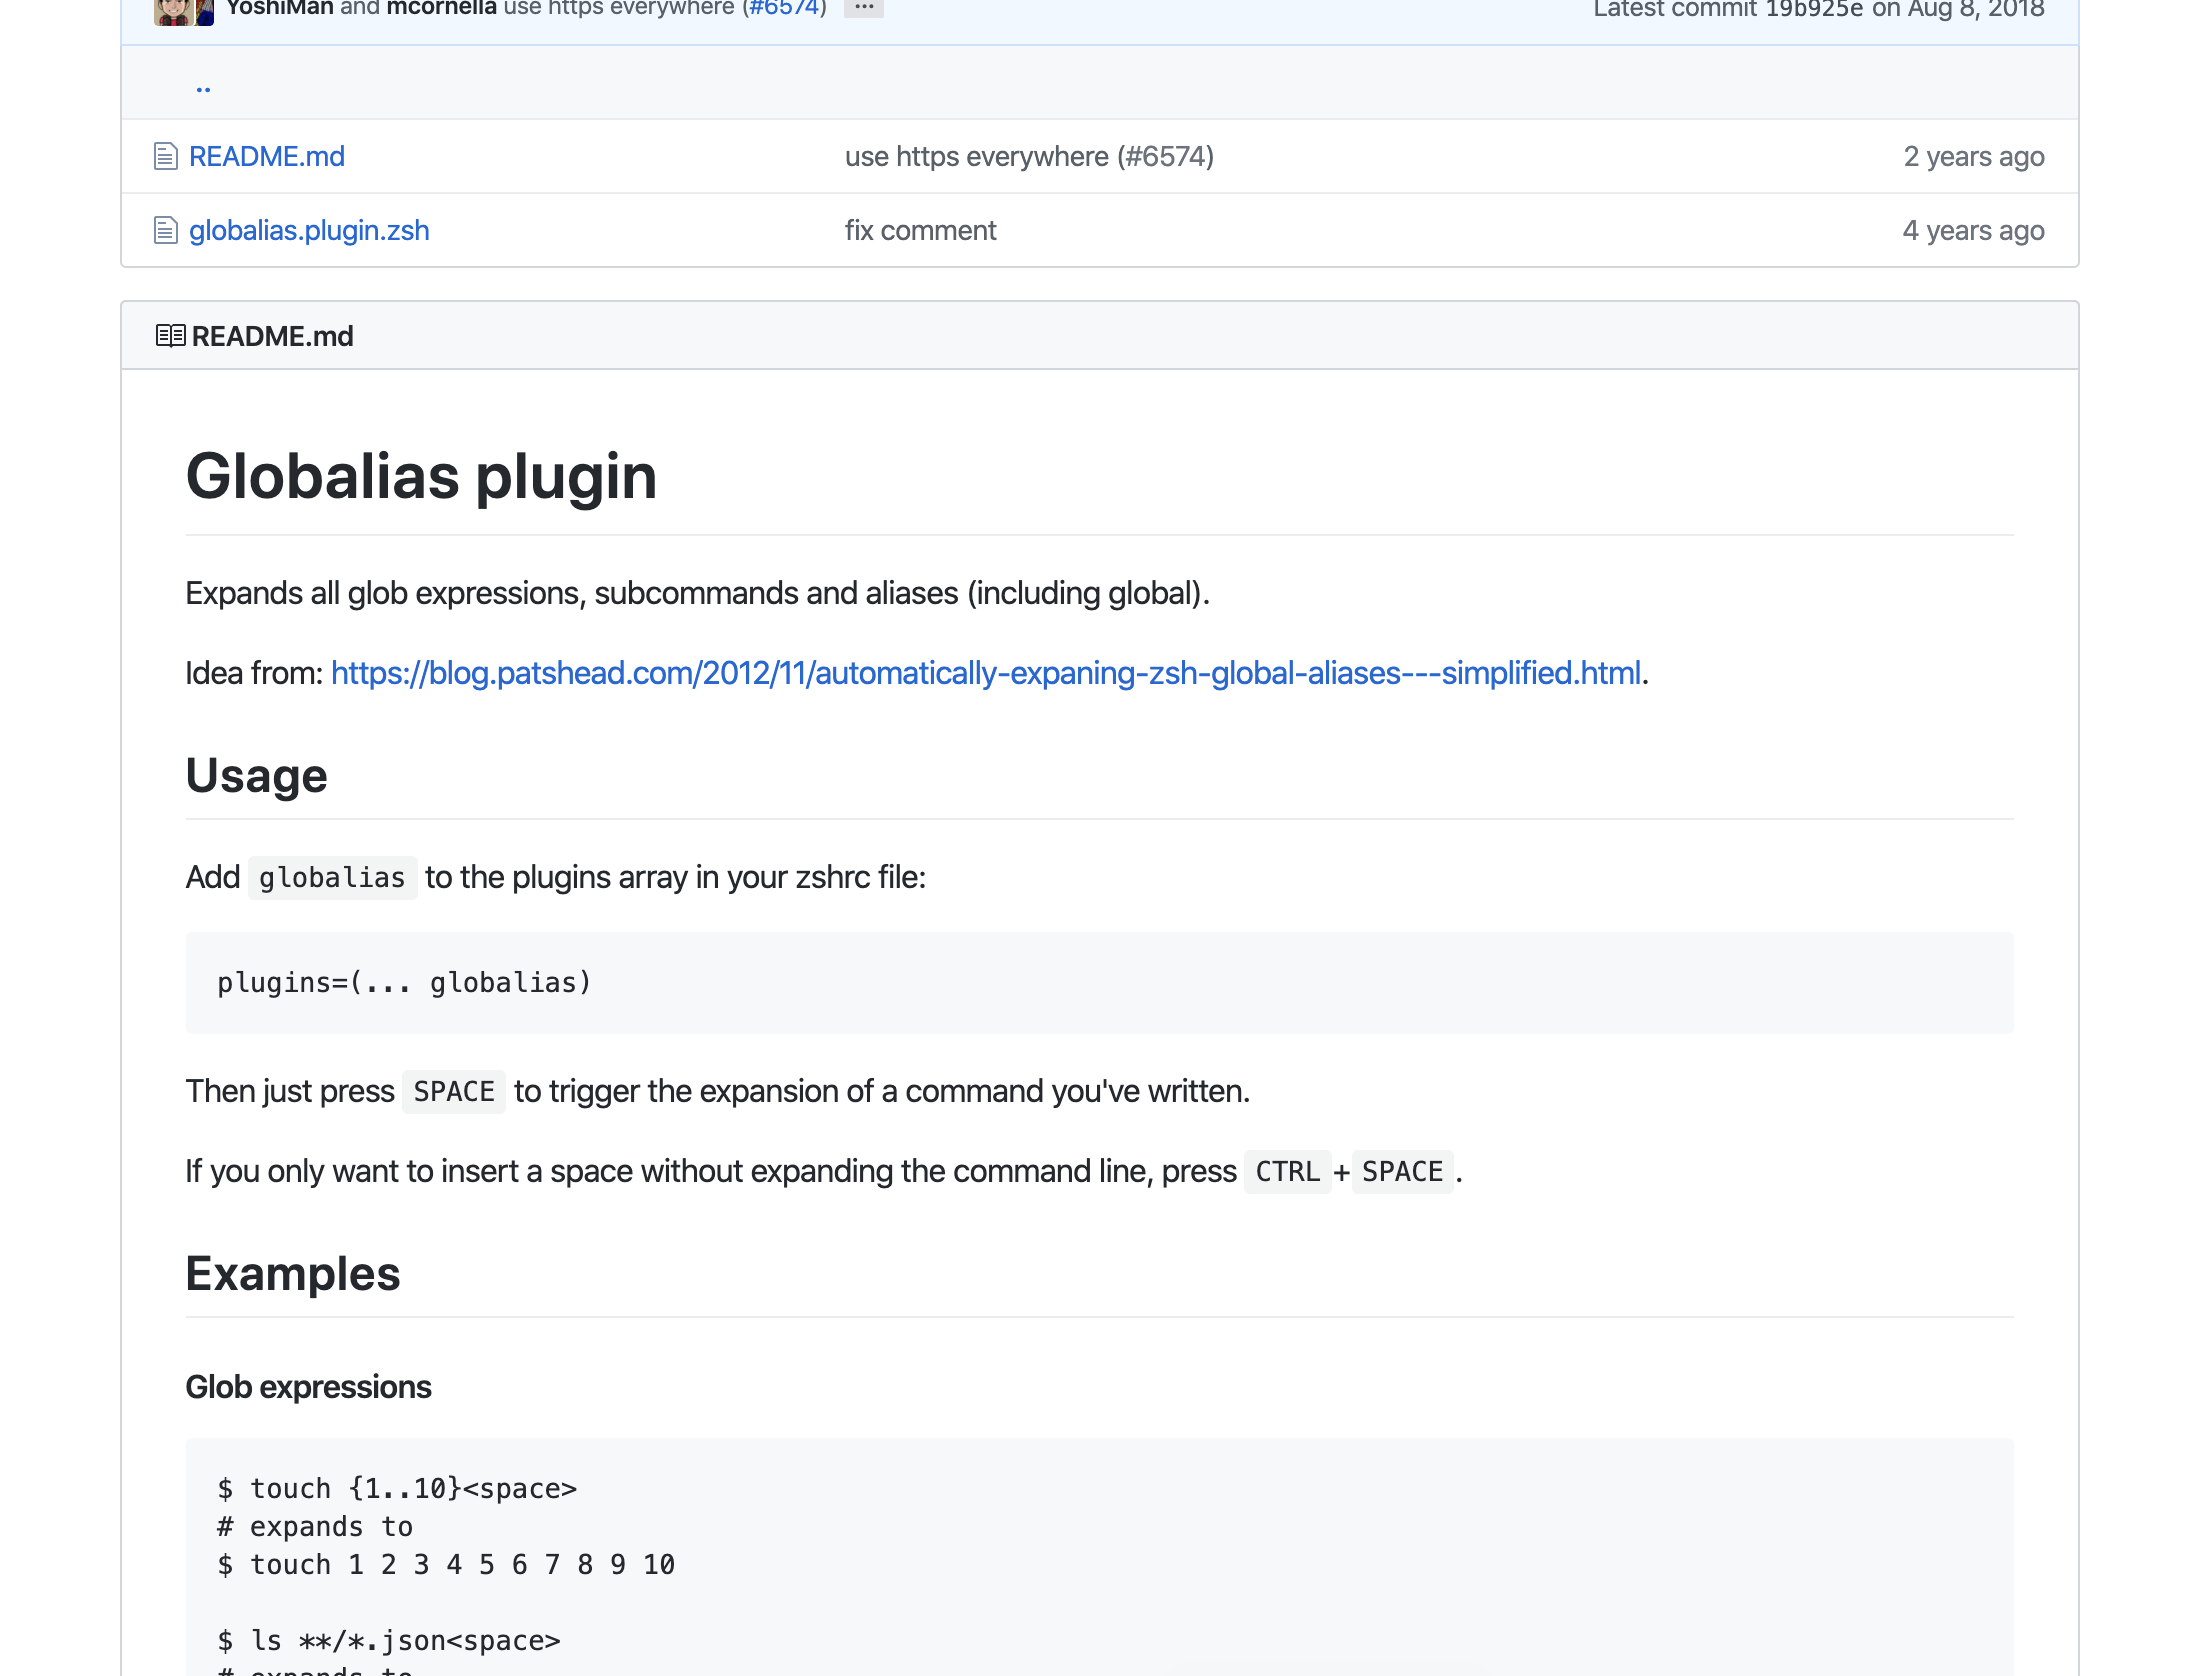 YoshiMan and mcornella use https everywhere (#6574) ... Latest commit 19b925e on Aug 8, 2018
..
README.md use https everywhere (#6574) 2 years ago
globalias.plugin.zsh fix comment 4 years ago
README.md
Globalias plugin
Expands all glob expressions, subcommands and aliases (including global).
Idea from: https://blog.patshead.com/2012/11/automatically-expaning-zsh-global-aliases---simplified.html.
Usage
Add globalias to the plugins array in your zshrc file:
plugins=(... globalias)
Then just press SPACE to trigger the expansion of a command you've written.
If you only want to insert a space without expanding the command line, press CTRL+SPACE.
Examples
Glob expressions
$ touch {1..10}<space>
# expands to
$ touch 1 2 3 4 5 6 7 8 9 10
$ ls **/*.json<space>
# expands to